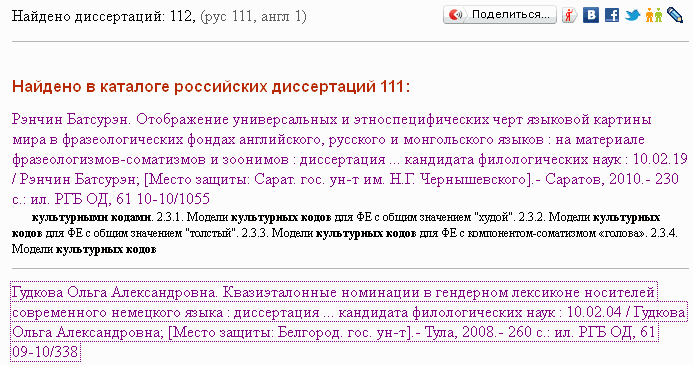 Найдено диссертаций: 112, (рус 111, англ 1)
Поделиться...
Найдено в каталоге российских диссертаций 111:
Рэнчин Батсурэн. Отображение универсальных и этноспецифических черт языковой картины
мира в фразеологических фондах английского, русского и монгольского языков : на материале
фразеологизмов-соматизмов и зоонимов : диссертация ... кандидата филологических наук : 10.02.19
/ Рэнчин Батсурэн; [Место защиты: Сарат. гос. ун-т им. Н.Г. Чернышевского].- Саратов, 2010.- 230
с.: ил. РГБ ОД, 61 10-10/1055
культурными кодами. 2.3.1. Модели культурных кодов для ФЕ с общим значением "худой". 2.3.2. Модели культурных
кодов для ФЕ с общим значением "толстый". 2.3.3. Модели культурных кодов для ФЕ с компонентом-соматизмом «голова». 2.3.4.
Модели культурных кодов
Гудкова Ольга Александровна. Квазиэталонные номинации в гендерном лексиконе носителей
современного немецкого языка : диссертация ... кандидата филологических наук : 10.02.04 / Гудкова
Ольга Александровна; [Место защиты: Белгород. гос. ун-т].- Тула, 2008.- 260 с.: ил. РГБ ОД, 61
09-10/338